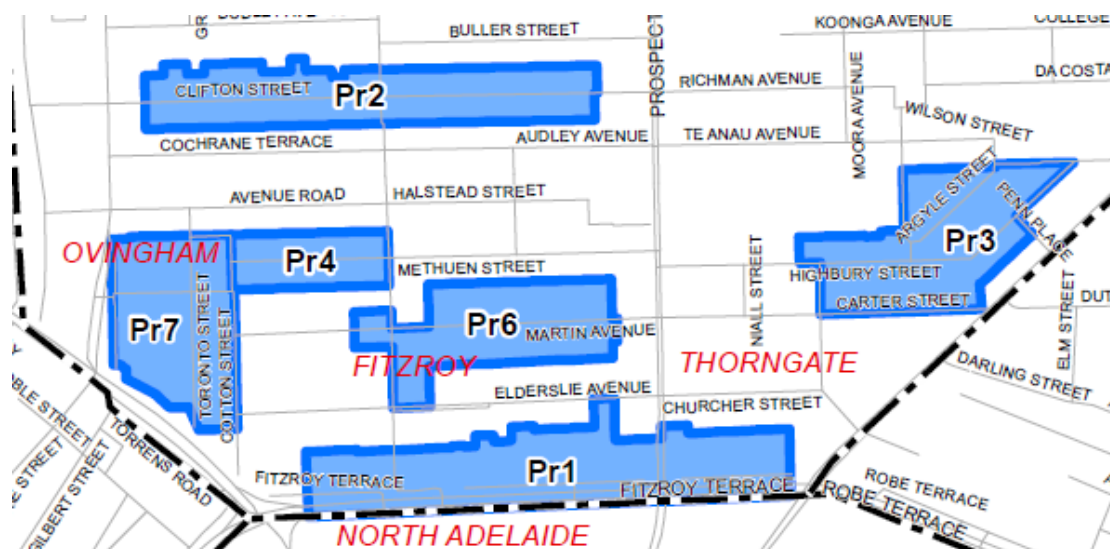 BULLER STREET
PROSPECT
KOONGA AVENUE
COLLEGE
CLIFTON STREET
Pr2
RICHMAN AVENUE
DA COSTA
MOORA AVENUE
WILSON STREET
COCHRANE TERRACE
AUDLEY AVENUE
TE ANAU AVENUE
ARGYLE STREET
PENN PLACE
AVENUE ROAD
HALSTEAD STREET
OVINGHAM
Pr4
METHUEN STREET
Pr3
HIGHBURY STREET
CARTER STREET
NIALL STREET
ELM STREET
DUT
Pr7
TORONTO STREET
COTTON STREET
Pr6
MARTIN AVENUE
FITZROY
THORNGATE
DARLING STREET
ELDERSLIE AVENUE
CHURCHER STREET
OBLE STREET
E STREET
GILBERT STREET
TORRENS ROAD
Pr1
FITZROY TERRACE
FITZROY TERRACE
ROBE TERRACE
ROBE TERRACE
NORTH ADELAIDE